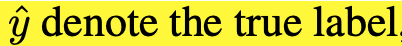 ŷ denote the true label,